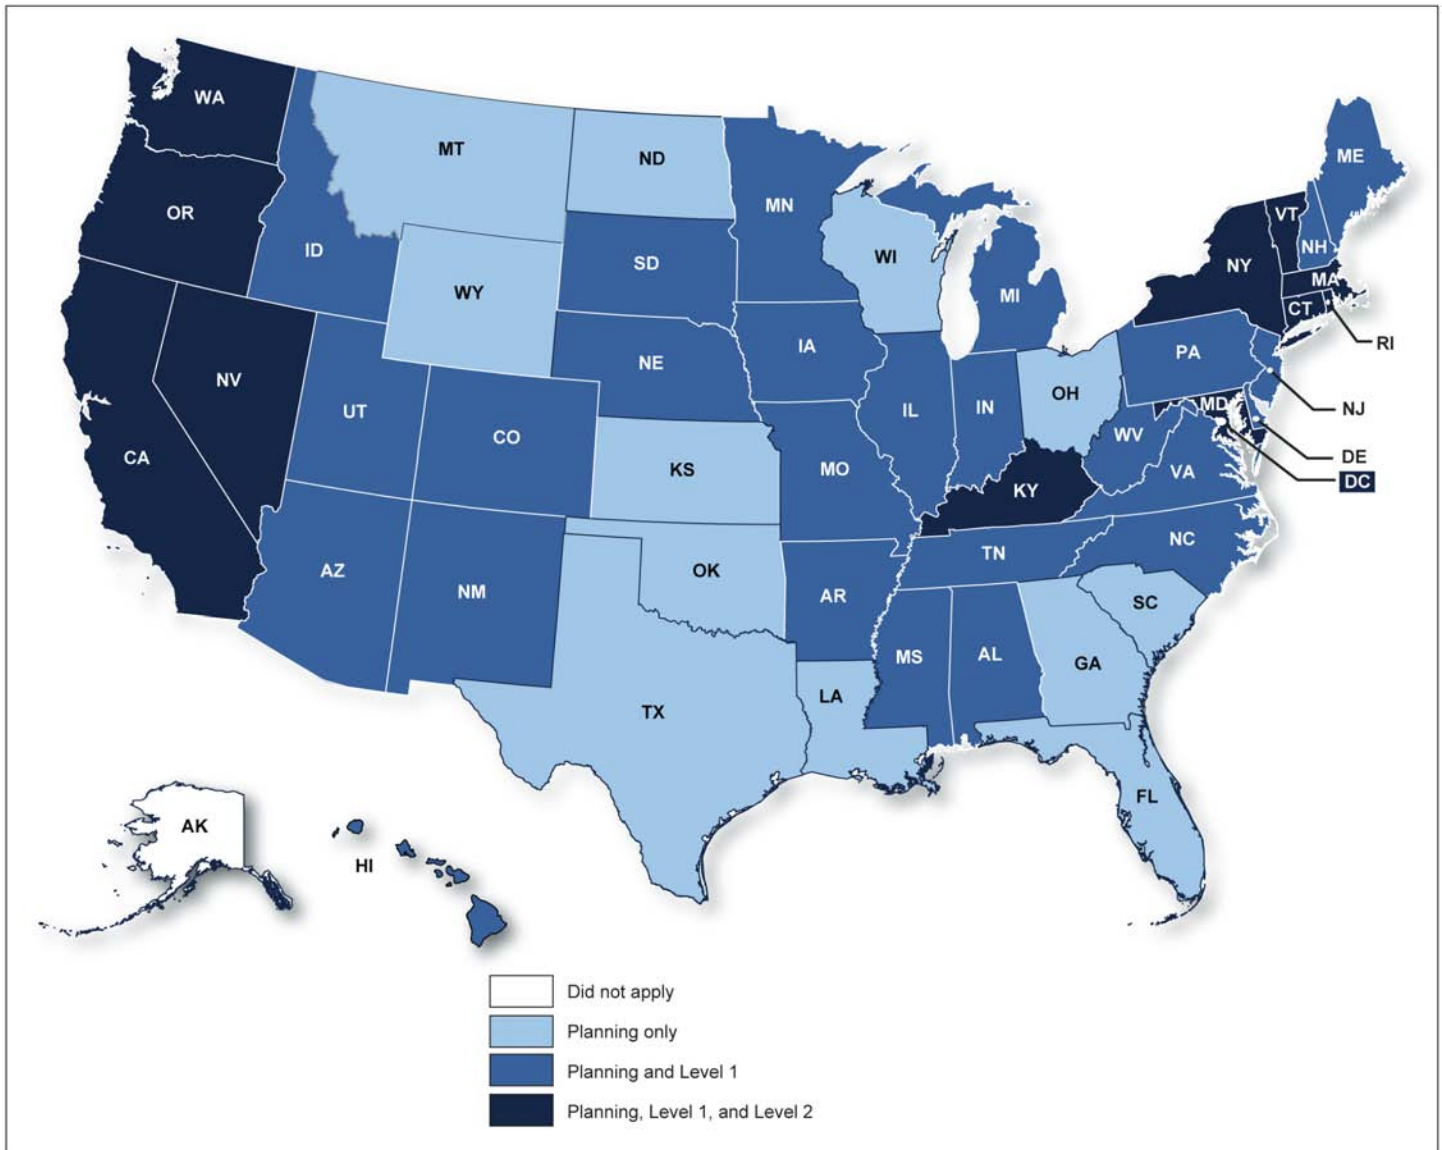 WA
MT
ND
ME
OR
MN
VT
ID
SD
WI
NH
NY
WY
MI
MA
CT
RI
IA
PA
NE
NV
OH
UT
IL
IN
NJ
MD
CO
WV
CA
KS
MO
VA
DE
DC
KY
TN
NC
AZ
OK
NM
AR
SC
MS
AL
GA
LA
TX
FL
AK
HI
Did not apply
Planning only
Planning and Level 1
Planning, Level 1, and Level 2